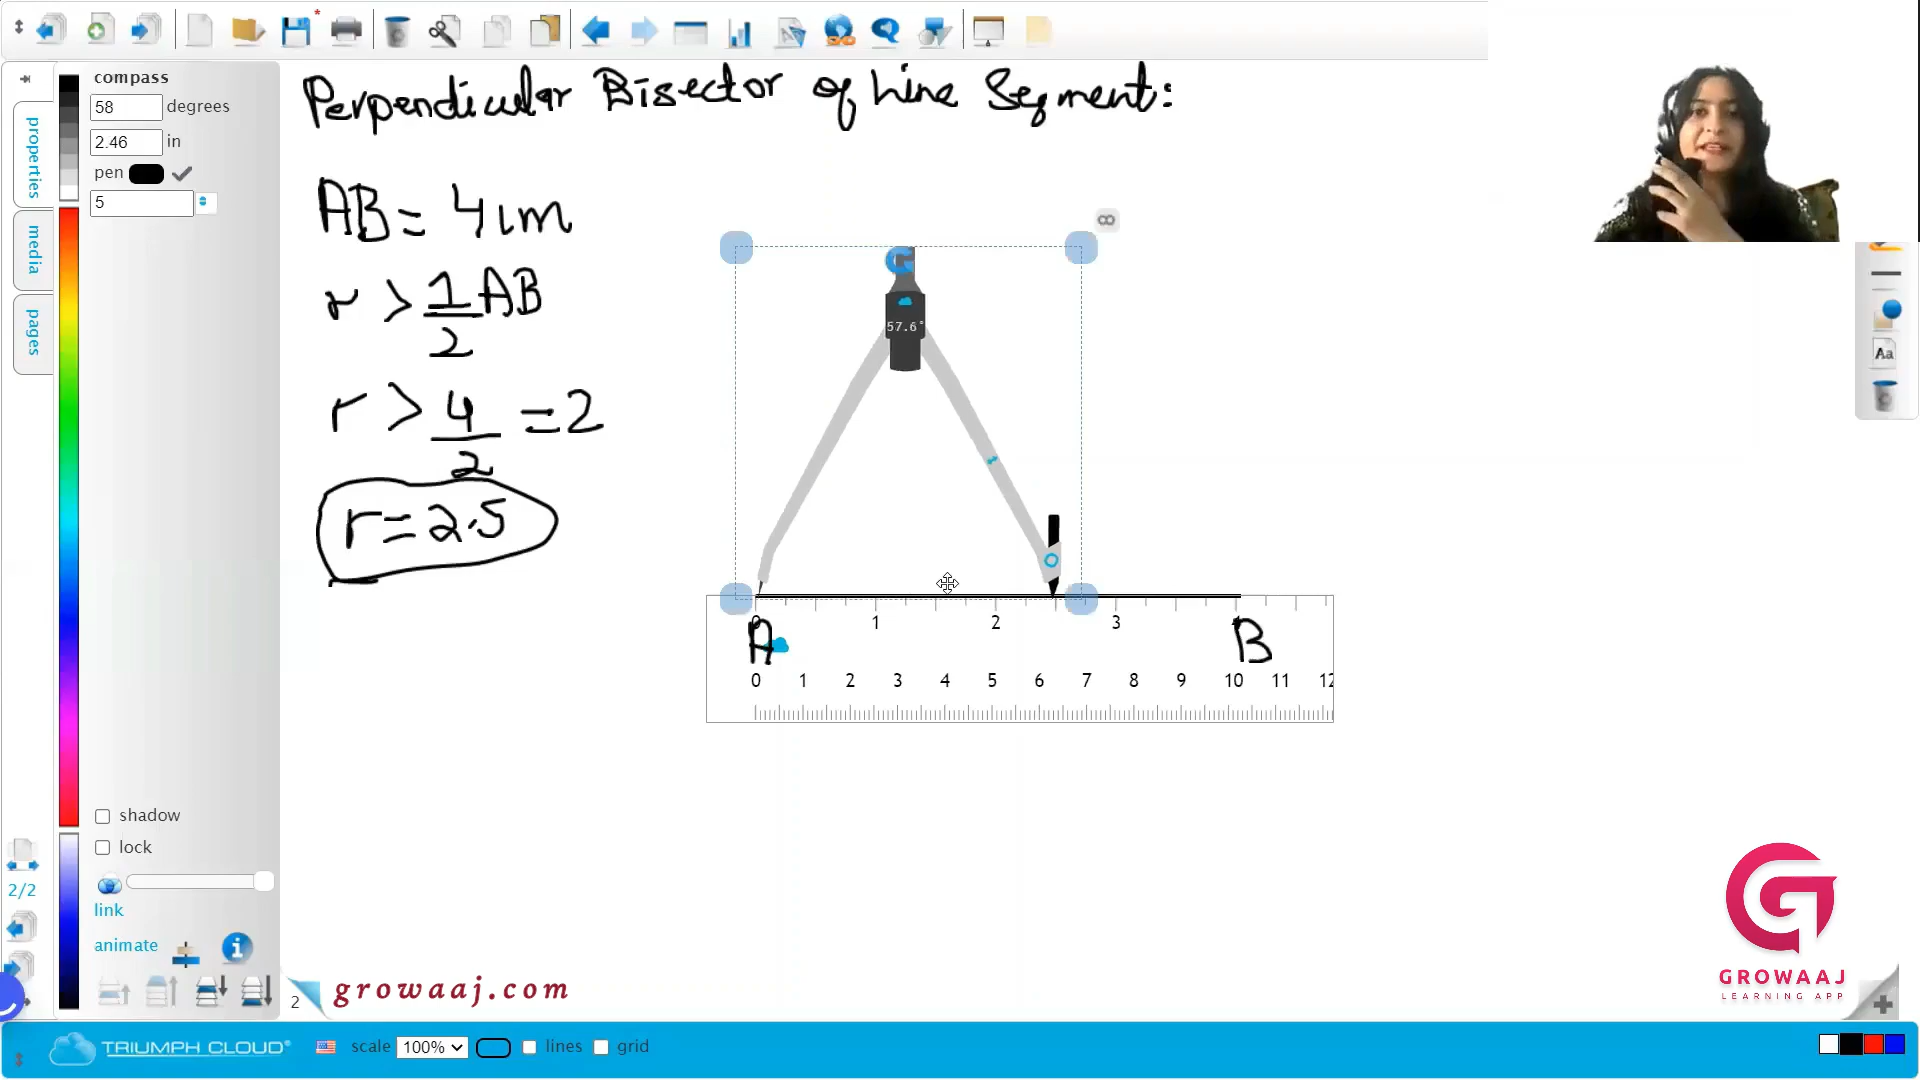 compass
58 degrees
2.46 in
pen
5
properties
media
pages
Perpendicular Bisector of Line Segment:
AB = 4cm
r > 1/2 AB
r > 4/2 = 2
r = 2.5
57.6°
Aa
1 2 3
A B
0 1 2 3 4 5 6 7 8 9 10 11 12
shadow
lock
2/2
link
animate
2
growaaj.com
GROWAAJ
LEARNING APP
TRIUMPH CLOUD
scale 100% lines grid